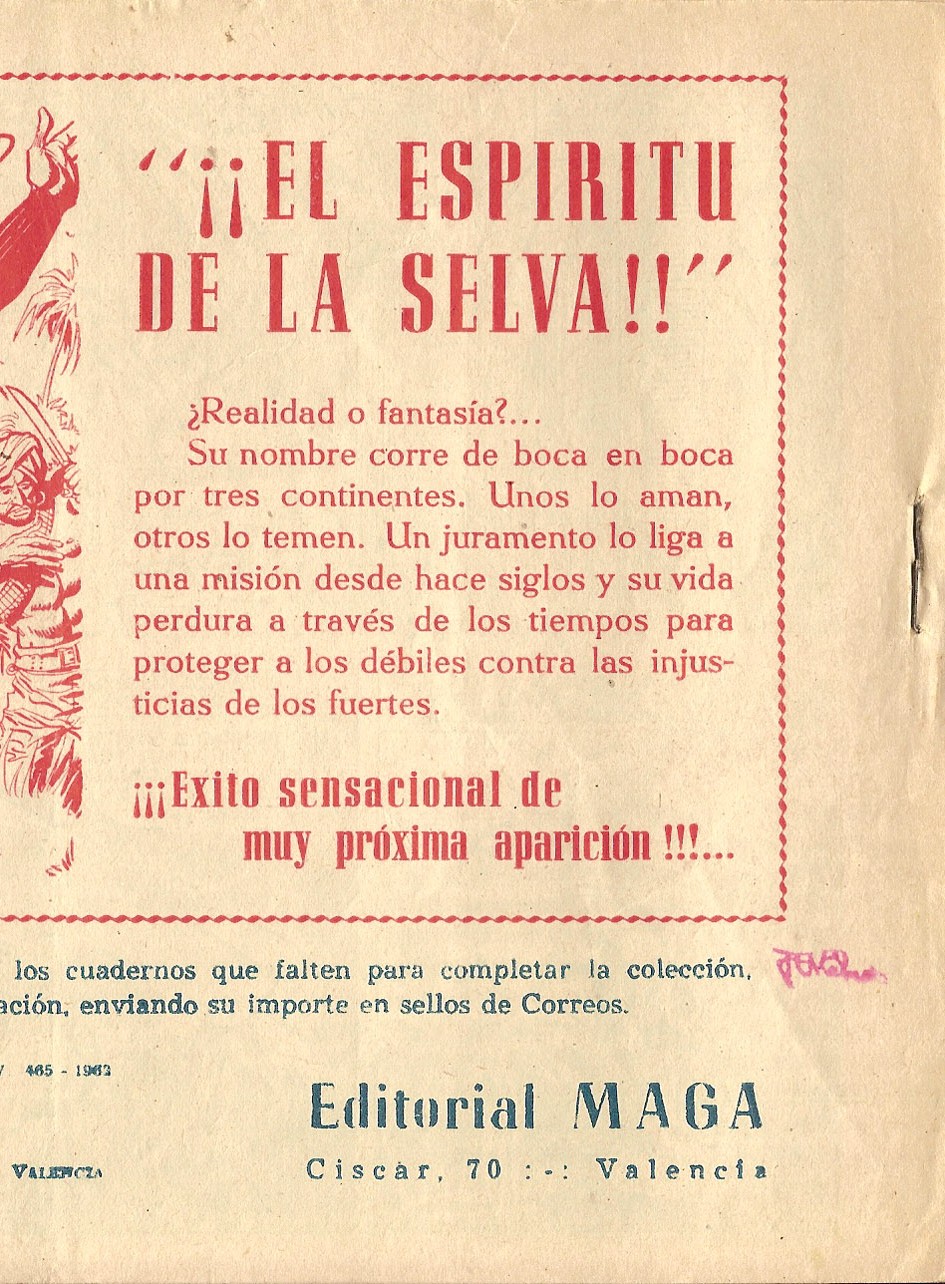 “¡¡EL ESPIRITU
DE LA SELVA!!”
¿Realidad o fantasía?...
Su nombre corre de boca en boca
por tres continentes. Unos lo aman,
otros lo temen. Un juramento lo liga a
una misión desde hace siglos y su vida
perdura a través de los tiempos para
proteger a los débiles contra las injus-
ticias de los fuertes.
¡¡¡Exito sensacional de
muy próxima aparición !!!...
los cuadernos que falten para completar la colección,
ación, enviando su importe en sellos de Correos.
465 - 1962
Editorial MAGA
VALENCIA
Ciscar, 70 :-: Valencia